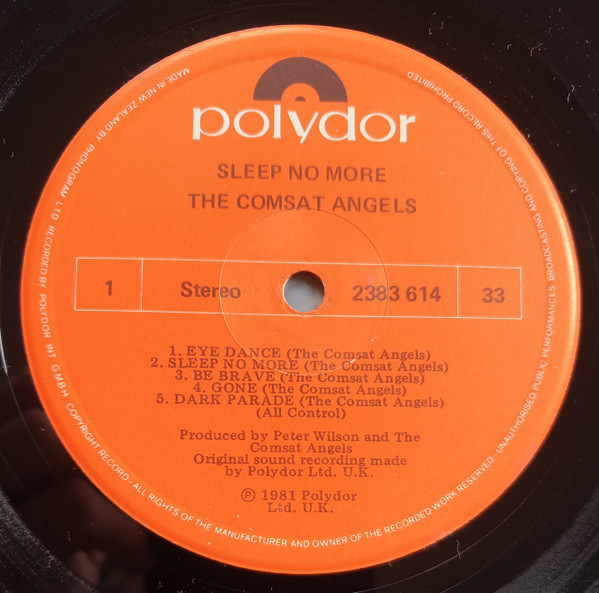 polydor
SLEEP NO MORE
THE COMSAT ANGELS
1 Stereo 2383 614 33
1. EYE DANCE (The Comsat Angels)
2. SLEEP NO MORE (The Comsat Angels)
3. BE BRAVE (The Comsat Angels)
4. GONE (The Comsat Angels)
5. DARK PARADE (The Comsat Angels)
(All Control)
Produced by Peter Wilson and The
Comsat Angels
Original sound recording made
by Polydor Ltd. U.K.
℗ 1981 Polydor
Ltd. U.K.
MADE IN NEW ZEALAND BY PHONOGRAM LTD RECORDED BY POLYDOR INT GMBH COPYRIGHT RECORD - ALL RIGHTS OF THE MANUFACTURER AND OWNER OF THE RECORDED WORK RESERVED - UNAUTHORISED PUBLIC PERFORMANCES, BROADCASTING AND COPYING OF THIS RECORD PROHIBITED